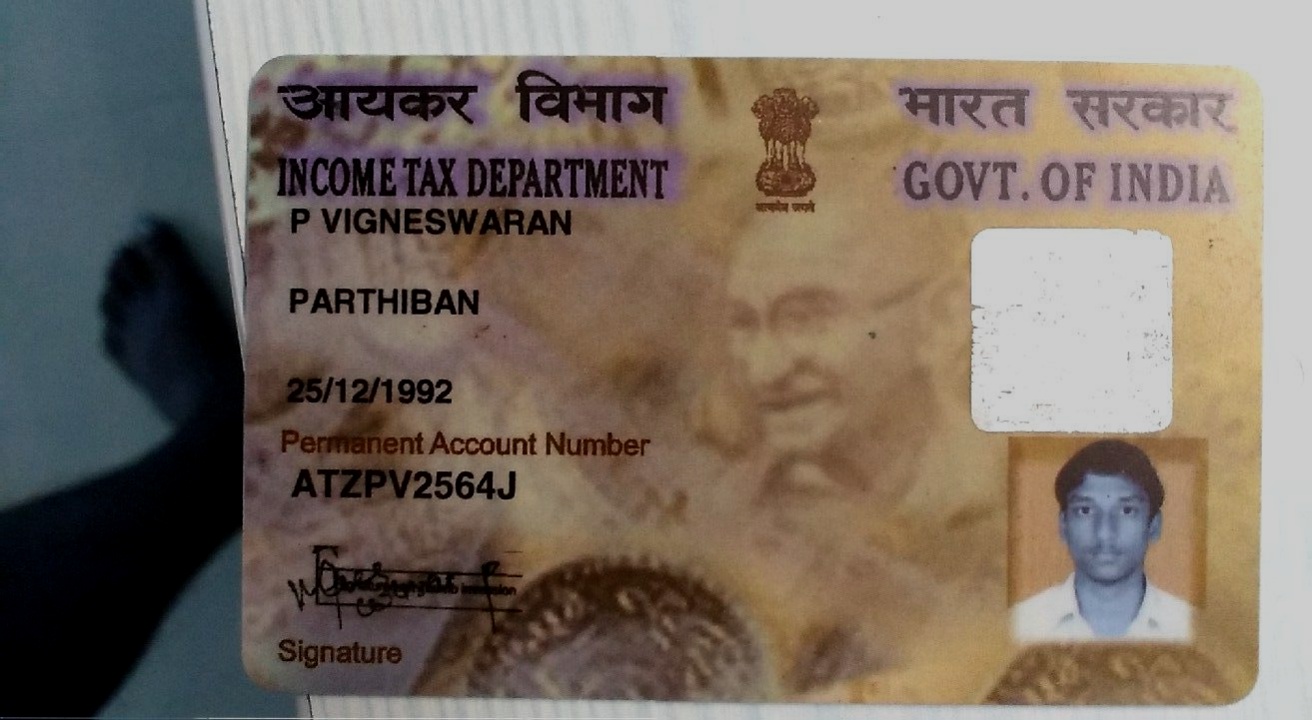 आयकर विभाग
भारत सरकार
INCOME TAX DEPARTMENT
GOVT. OF INDIA
सत्यमेव जयते
P VIGNESWARAN
PARTHIBAN
25/12/1992
Permanent Account Number
ATZPV2564J
Signature